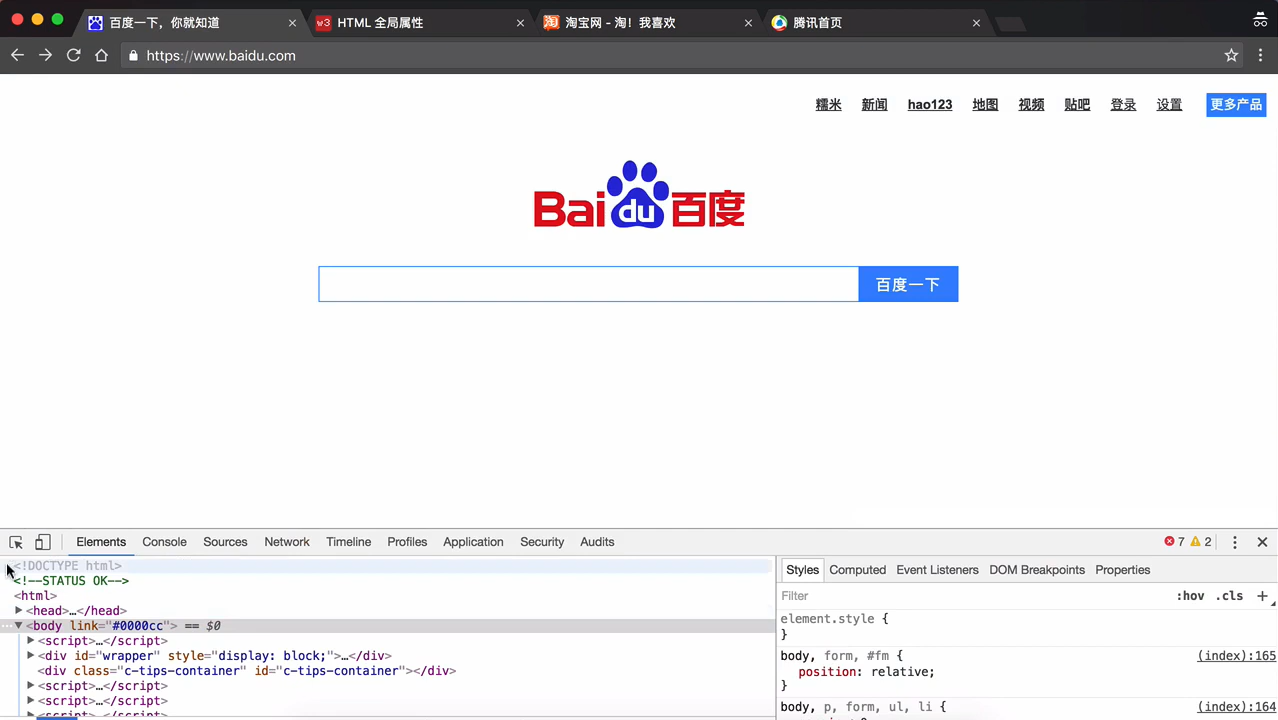 百度一下，你就知道
HTML 全局属性
淘宝网 - 淘！我喜欢
腾讯首页
https://www.baidu.com
糯米 新闻 hao123 地图 视频 贴吧 登录 设置 更多产品
Bai du 百度
百度一下
Elements Console Sources Network Timeline Profiles Application Security Audits 7 2
<!DOCTYPE html>
<!--STATUS OK-->
<html>
<head>…</head>
<body link="#0000cc"> == $0
<script>…</script>
<div id="wrapper" style="display: block;">…</div>
<div class="c-tips-container" id="c-tips-container"></div>
<script>…</script>
<script>…</script>
Styles Computed Event Listeners DOM Breakpoints Properties
Filter :hov .cls +
element.style {
}
body, form, #fm { (index):165
position: relative;
}
body, p, form, ul, li { (index):164